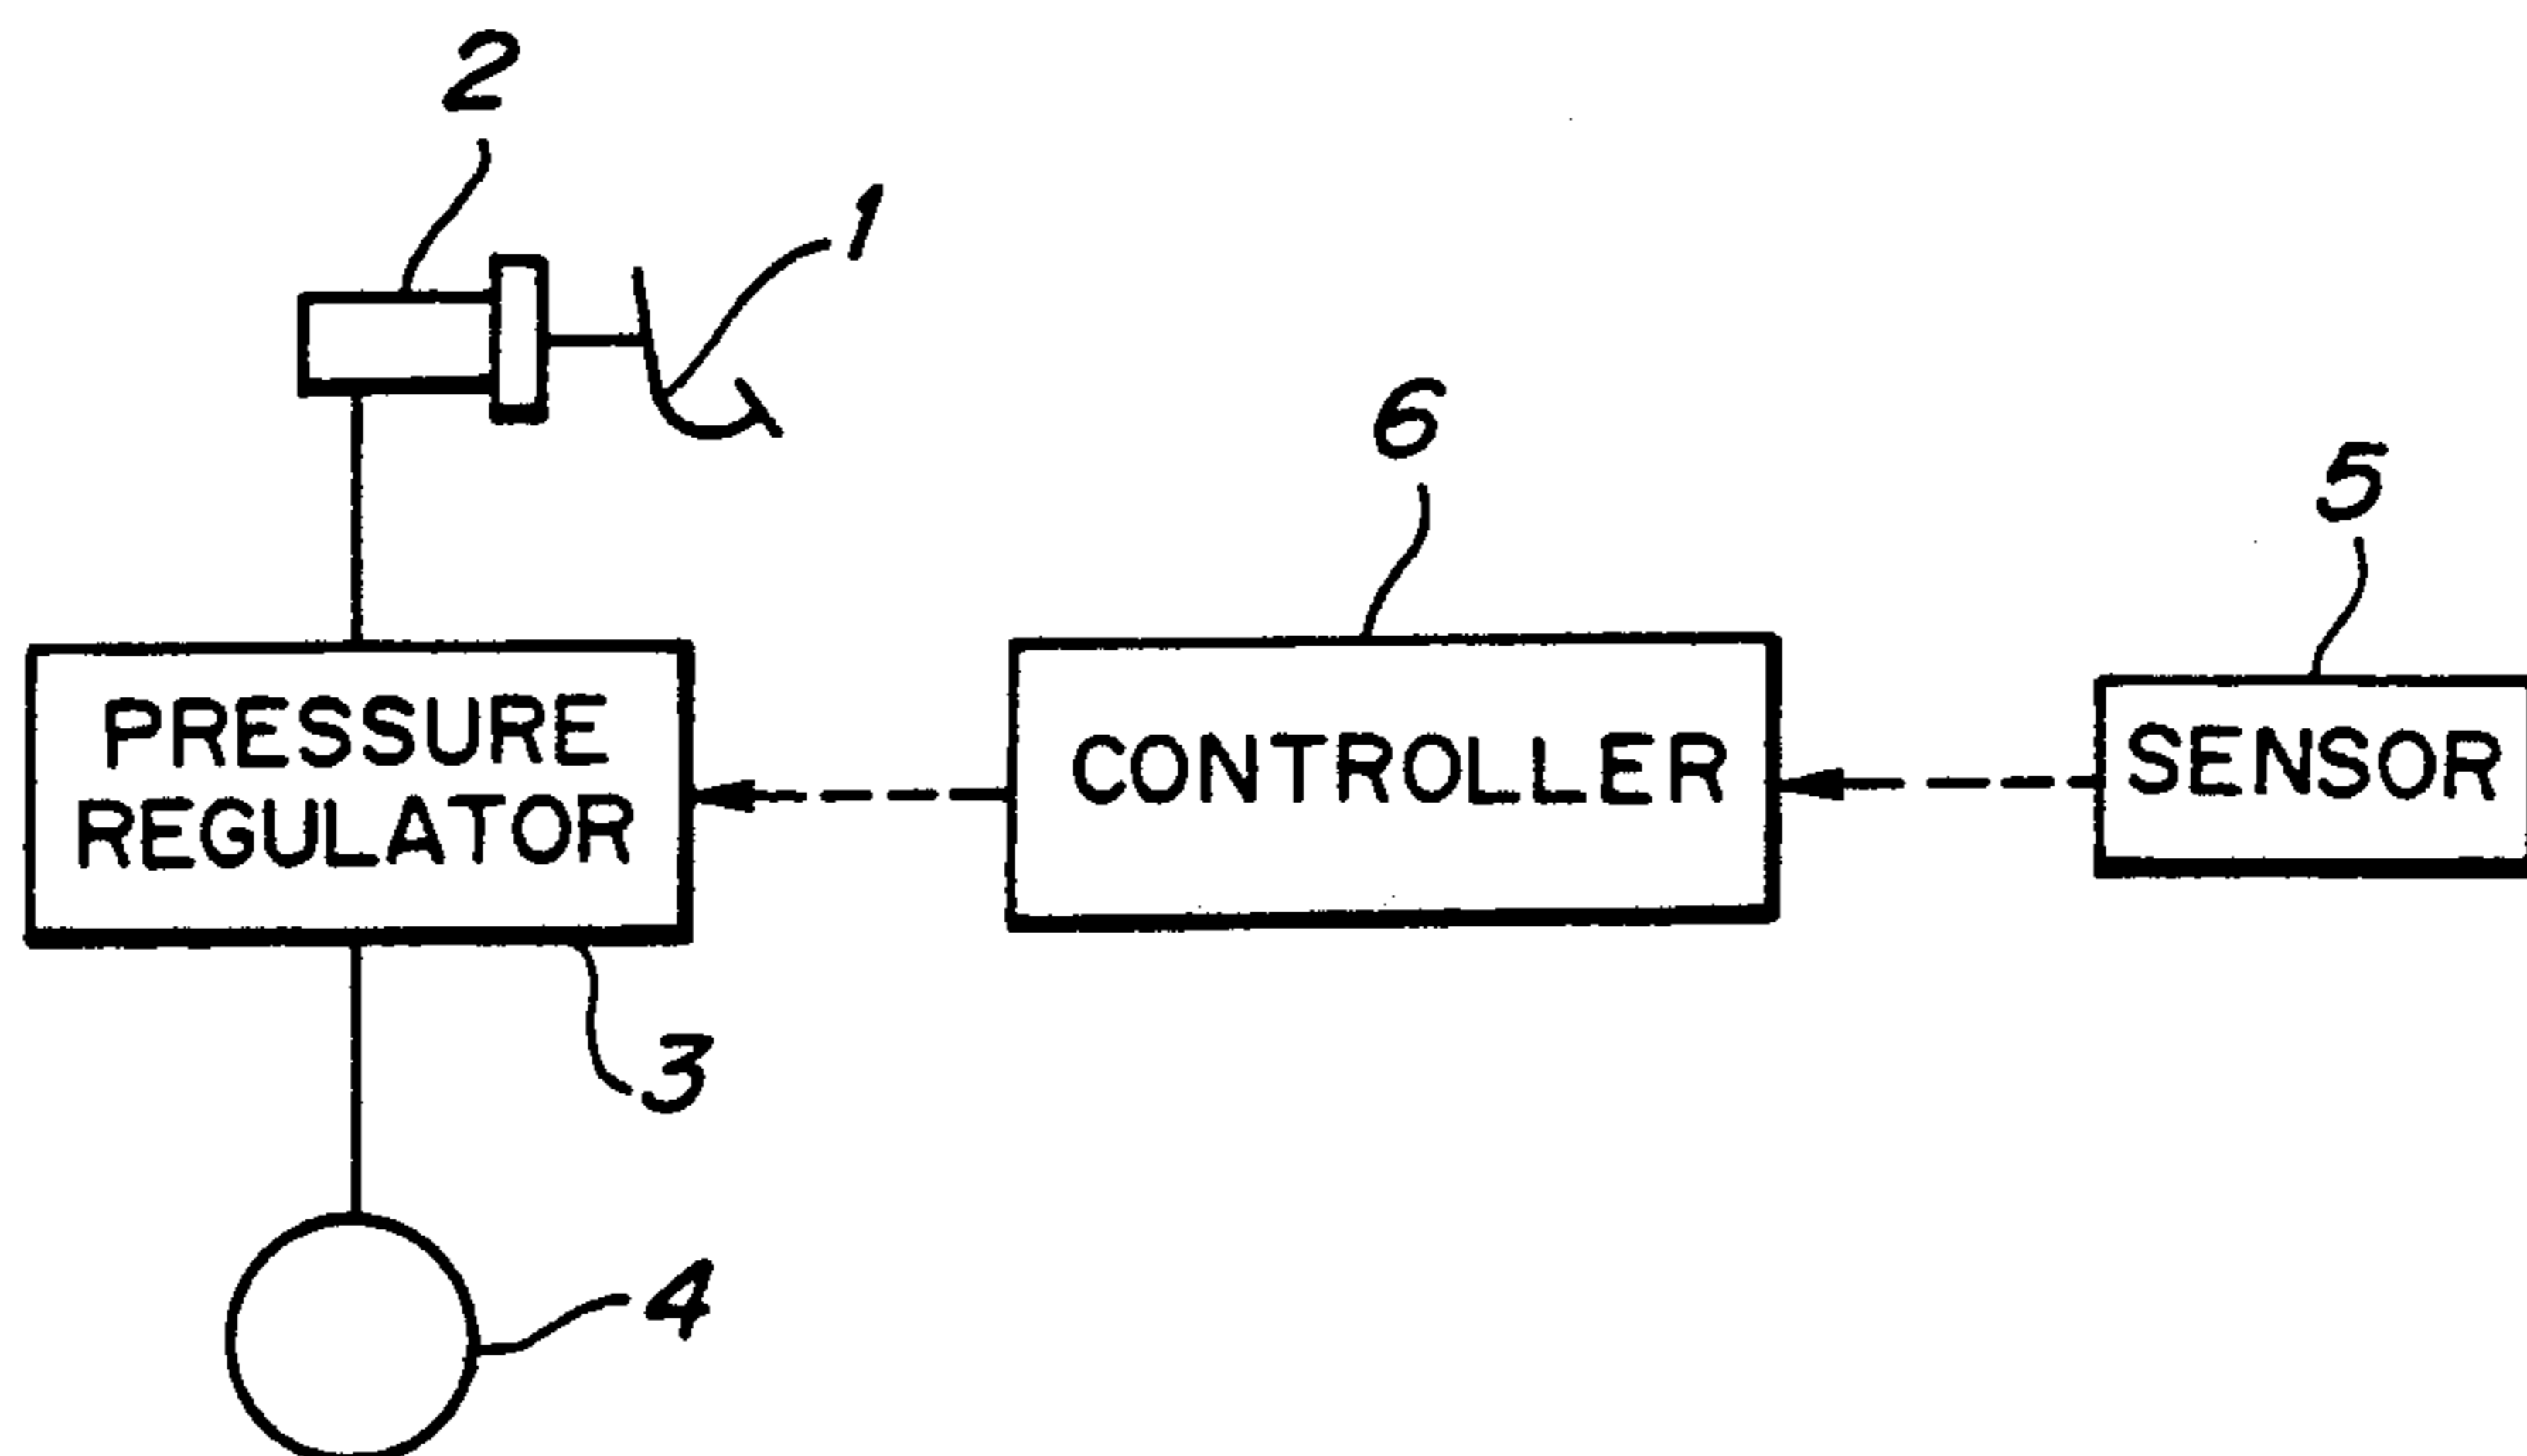 2
1
6
5
PRESSURE
REGULATOR
CONTROLLER
SENSOR
3
4